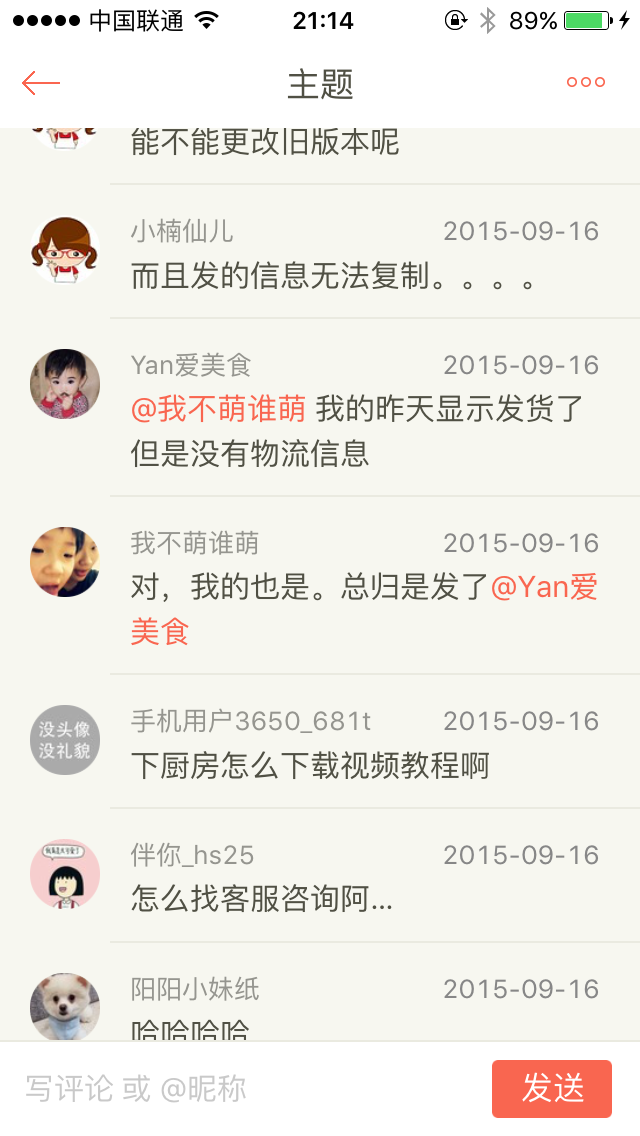 中国联通 21:14 89%
主题
能不能更改旧版本呢
小楠仙儿 2015-09-16
而且发的信息无法复制。。。。
Yan爱美食 2015-09-16
@我不萌谁萌 我的昨天显示发货了
但是没有物流信息
我不萌谁萌 2015-09-16
对，我的也是。总归是发了@Yan爱
美食
没头像
没礼貌
手机用户3650_681t 2015-09-16
下厨房怎么下载视频教程啊
伴你_hs25 2015-09-16
怎么找客服咨询阿...
阳阳小妹纸 2015-09-16
哈哈哈哈
写评论 或 @昵称 发送